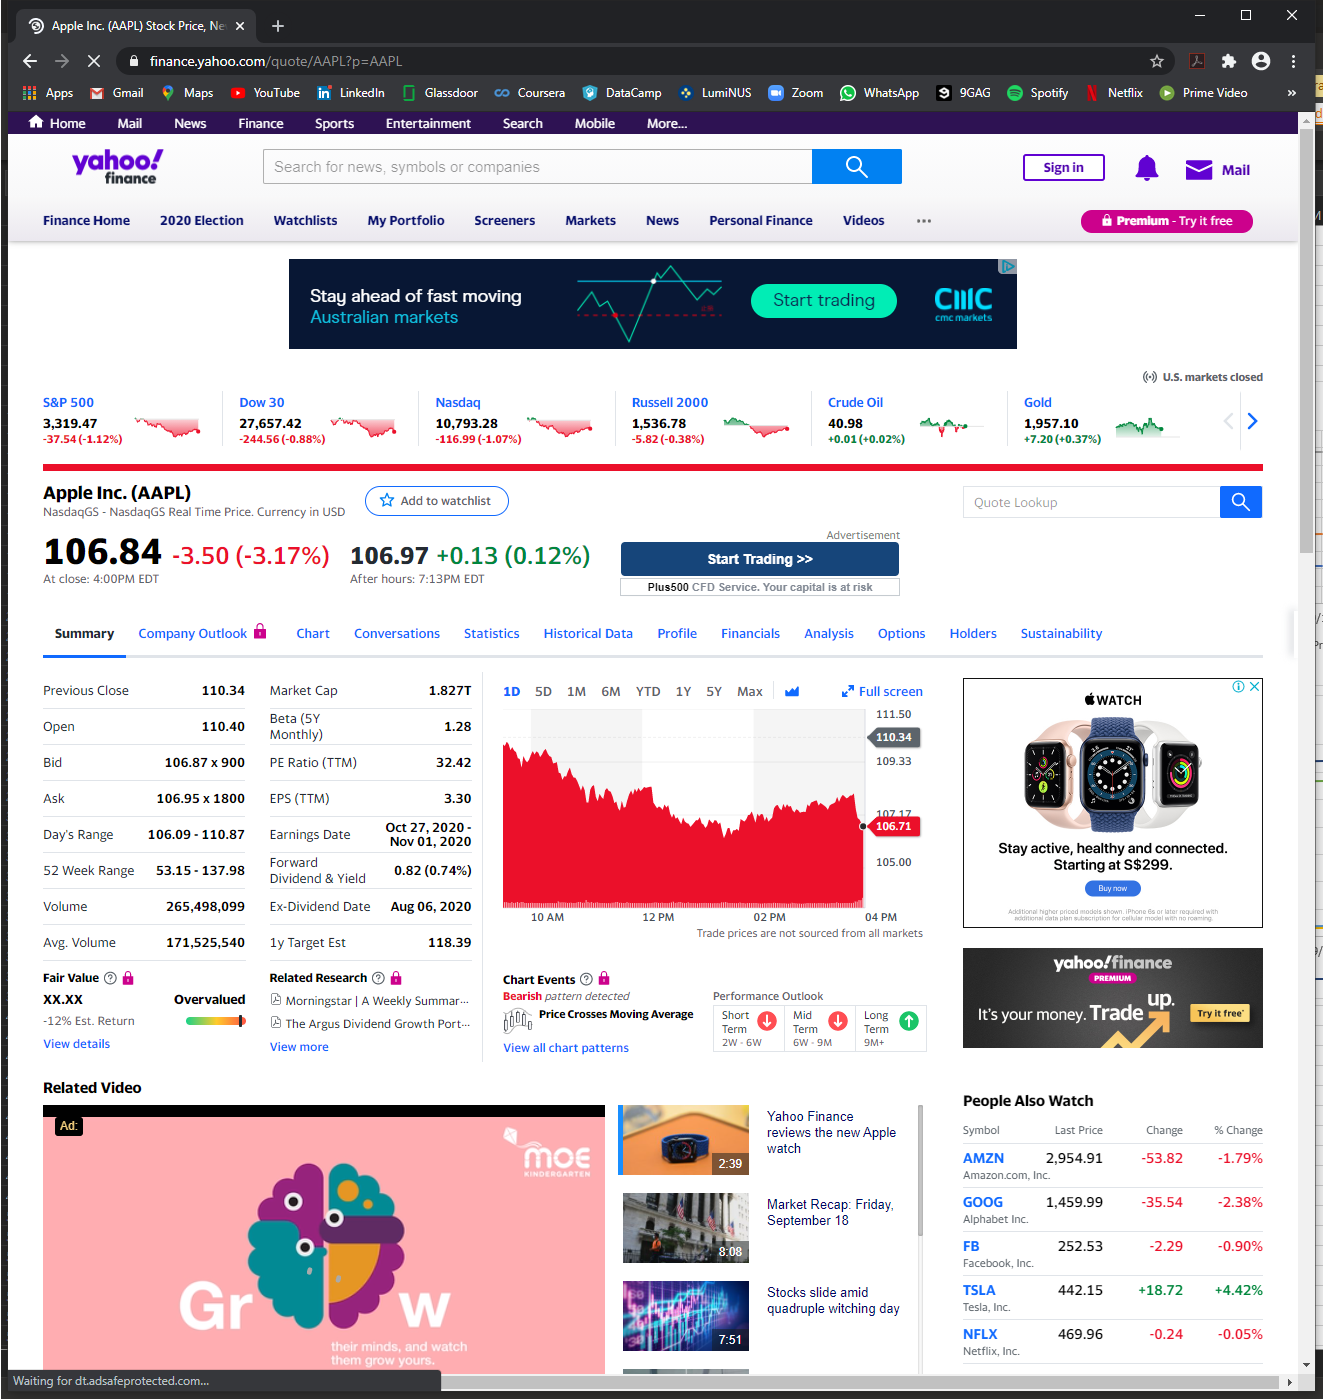 Apple Inc. (AAPL) Stock Price, Ne
finance.yahoo.com/quote/AAPL?p=AAPL
Apps Gmail Maps YouTube LinkedIn Glassdoor Coursera DataCamp LumiNUS Zoom WhatsApp 9GAG Spotify Netflix Prime Video »
Home Mail News Finance Sports Entertainment Search Mobile More...
yahoo!
finance
Search for news, symbols or companies
Sign in
Mail
Finance Home 2020 Election Watchlists My Portfolio Screeners Markets News Personal Finance Videos ...
Premium - Try it free
Stay ahead of fast moving
Australian markets
Start trading
CMC
cmc markets
U.S. markets closed
S&P 500
3,319.47
-37.54 (-1.12%)
Dow 30
27,657.42
-244.56 (-0.88%)
Nasdaq
10,793.28
-116.99 (-1.07%)
Russell 2000
1,536.78
-5.82 (-0.38%)
Crude Oil
40.98
+0.01 (+0.02%)
Gold
1,957.10
+7.20 (+0.37%)
Apple Inc. (AAPL)
NasdaqGS - NasdaqGS Real Time Price. Currency in USD
Add to watchlist
Quote Lookup
106.84 -3.50 (-3.17%)
At close: 4:00PM EDT
106.97 +0.13 (0.12%)
After hours: 7:13PM EDT
Advertisement
Start Trading >>
Plus500 CFD Service. Your capital is at risk
Summary Company Outlook Chart Conversations Statistics Historical Data Profile Financials Analysis Options Holders Sustainability
Previous Close 110.34
Open 110.40
Bid 106.87 x 900
Ask 106.95 x 1800
Day's Range 106.09 - 110.87
52 Week Range 53.15 - 137.98
Volume 265,498,099
Avg. Volume 171,525,540
Market Cap 1.827T
Beta (5Y
Monthly) 1.28
PE Ratio (TTM) 32.42
EPS (TTM) 3.30
Earnings Date Oct 27, 2020 -
Nov 01, 2020
Forward
Dividend & Yield 0.82 (0.74%)
Ex-Dividend Date Aug 06, 2020
1y Target Est 118.39
1D 5D 1M 6M YTD 1Y 5Y Max
Full screen
111.50
110.34
109.33
107.17
106.71
105.00
10 AM 12 PM 02 PM 04 PM
Trade prices are not sourced from all markets
WATCH
Stay active, healthy and connected.
Starting at S$299.
Buy now
Additional higher priced models shown. iPhone 6s or later required with
additional data plan subscription for cellular model with no roaming.
Fair Value
XX.XX Overvalued
-12% Est. Return
View details
Related Research
Morningstar | A Weekly Summar...
The Argus Dividend Growth Port...
View more
Chart Events
Bearish pattern detected
Price Crosses Moving Average
View all chart patterns
Performance Outlook
Short
Term
2W - 6W
Mid
Term
6W - 9M
Long
Term
9M+
yahoo!finance
PREMIUM
It's your money. Trade up.
Try it free*
Related Video
Ad:
MOE
KINDERGARTEN
Gr w
their minds, and watch
them grow yours.
2:39
Yahoo Finance
reviews the new Apple
watch
8:08
Market Recap: Friday,
September 18
7:51
Stocks slide amid
quadruple witching day
People Also Watch
Symbol Last Price Change % Change
AMZN 2,954.91 -53.82 -1.79%
Amazon.com, Inc.
GOOG 1,459.99 -35.54 -2.38%
Alphabet Inc.
FB 252.53 -2.29 -0.90%
Facebook, Inc.
TSLA 442.15 +18.72 +4.42%
Tesla, Inc.
NFLX 469.96 -0.24 -0.05%
Netflix, Inc.
Waiting for dt.adsafeprotected.com...